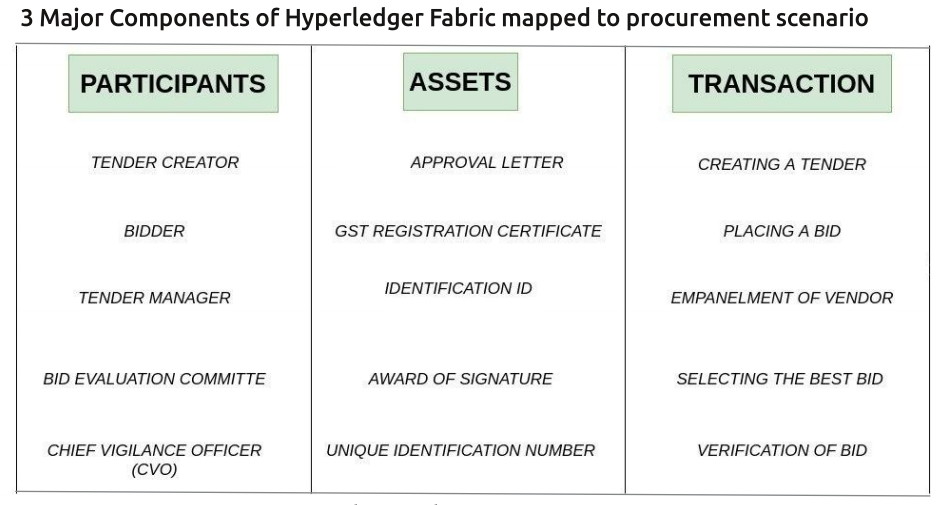 3 Major Components of Hyperledger Fabric mapped to procurement scenario
PARTICIPANTS
TENDER CREATOR
BIDDER
TENDER MANAGER
BID EVALUATION COMMITTE
CHIEF VIGILANCE OFFICER
(CVO)
ASSETS
APPROVAL LETTER
GST REGISTRATION CERTIFICATE
IDENTIFICATION ID
AWARD OF SIGNATURE
UNIQUE IDENTIFICATION NUMBER
TRANSACTION
CREATING A TENDER
PLACING A BID
EMPANELMENT OF VENDOR
SELECTING THE BEST BID
VERIFICATION OF BID